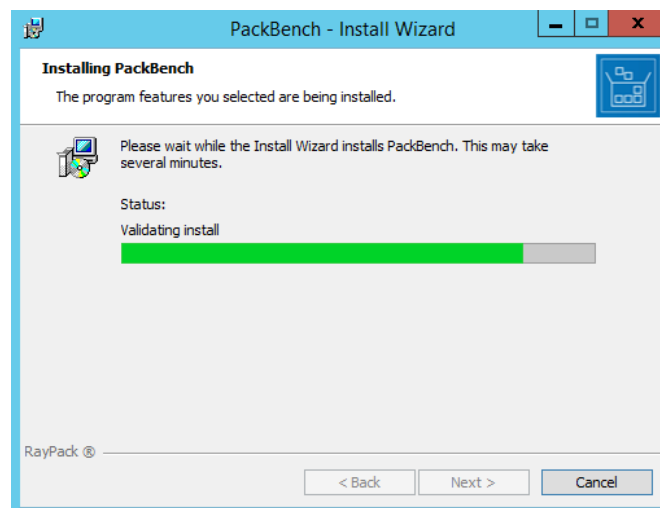 PackBench - Install Wizard
Installing PackBench
The program features you selected are being installed.
Please wait while the Install Wizard installs PackBench. This may take
several minutes.
Status:
Validating install
RayPack ®
< Back
Next >
Cancel